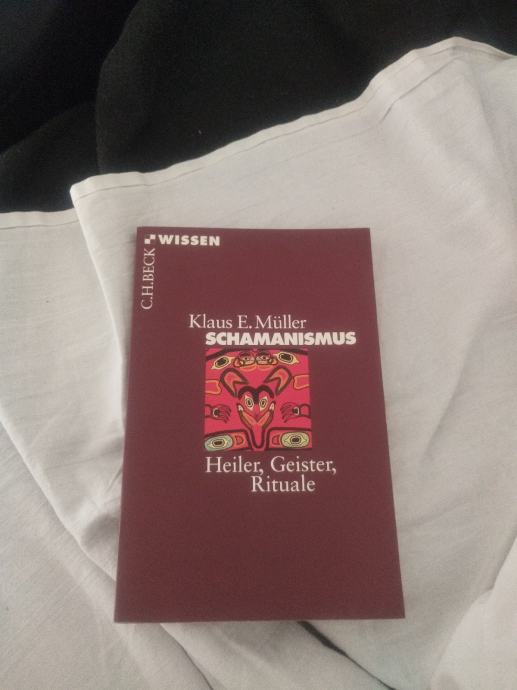 WISSEN
C.H.BECK
Klaus E. Müller
SCHAMANISMUS
Heiler, Geister,
Rituale